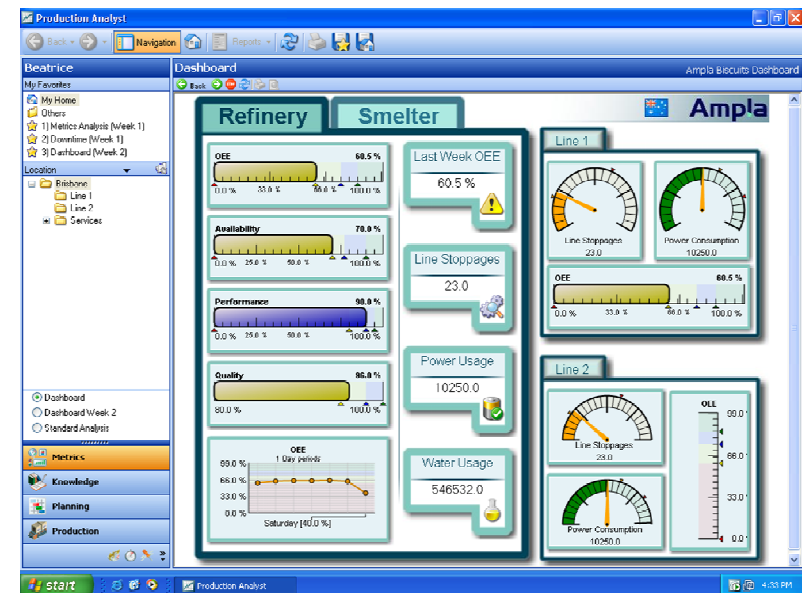 Production Analyst
Back
Navigation
Reports
Beatrice
Dashboard
Ampla Biscuits Dashboard
My Favorites
Back
My Home
Others
1) Metrics Analysis (Week 1)
2) Downtime (Week 1)
3) Dashboard (Week 2)
Location
Brisbane
Line 1
Line 2
Services
Dashboard
Dashboard Week 2
Standard Analysis
Metrics
Knowledge
Planning
Production
Refinery
Smelter
Ampla
OEE 60.5 %
0.0 % 33.0 % 66.0 % 100.0 %
Availability 70.0 %
0.0 % 25.0 % 50.0 % 100.0 %
Performance 90.0 %
0.0 % 25.0 % 50.0 % 100.0 %
Quality 96.0 %
80.0 % 100.0 %
OEE
1 Day periods
99.0 %
66.0 %
33.0 %
0.0 %
Saturday [40.0 %]
Last Week OEE
60.5 %
Line Stoppages
23.0
Power Usage
10250.0
Water Usage
546532.0
Line 1
Line Stoppages
23.0
Power Consumption
10250.0
OEE 60.5 %
0.0 % 33.0 % 66.0 % 100.0 %
Line 2
Line Stoppages
23.0
Power Consumption
10250.0
OEE
99.0
66.0
33.0
0.0
start
Production Analyst
4:33 PM